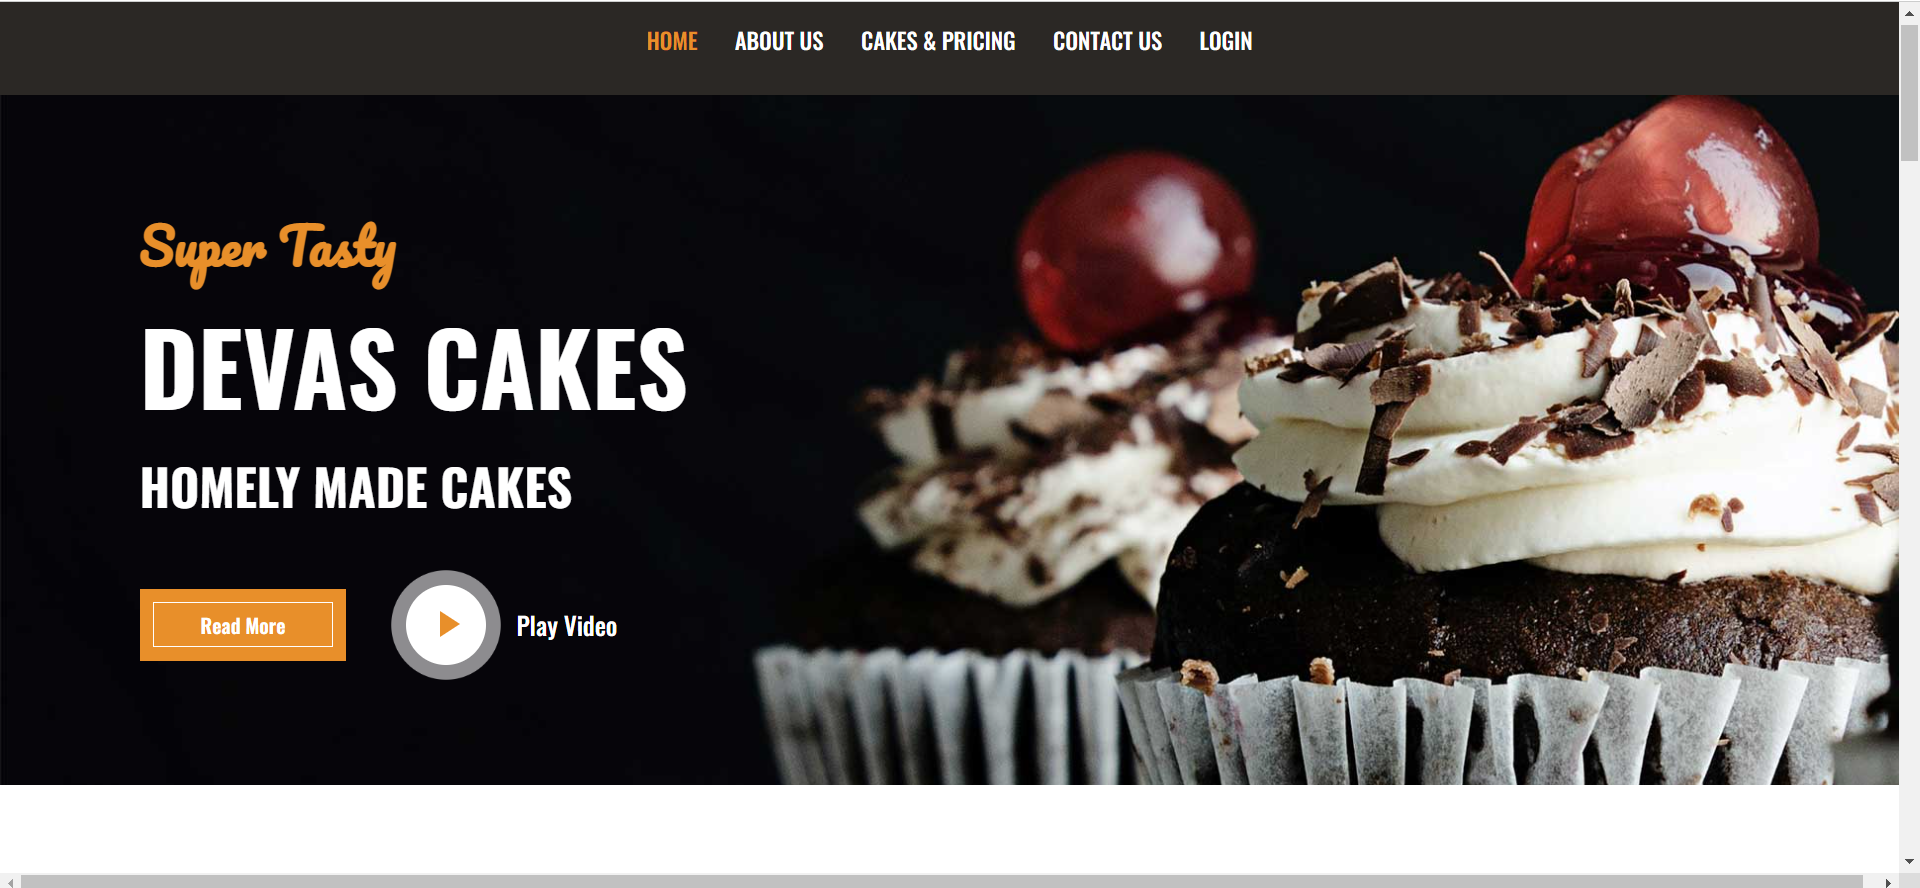 HOME ABOUT US CAKES & PRICING CONTACT US LOGIN
Super Tasty
DEVAS CAKES
HOMELY MADE CAKES
Read More Play Video